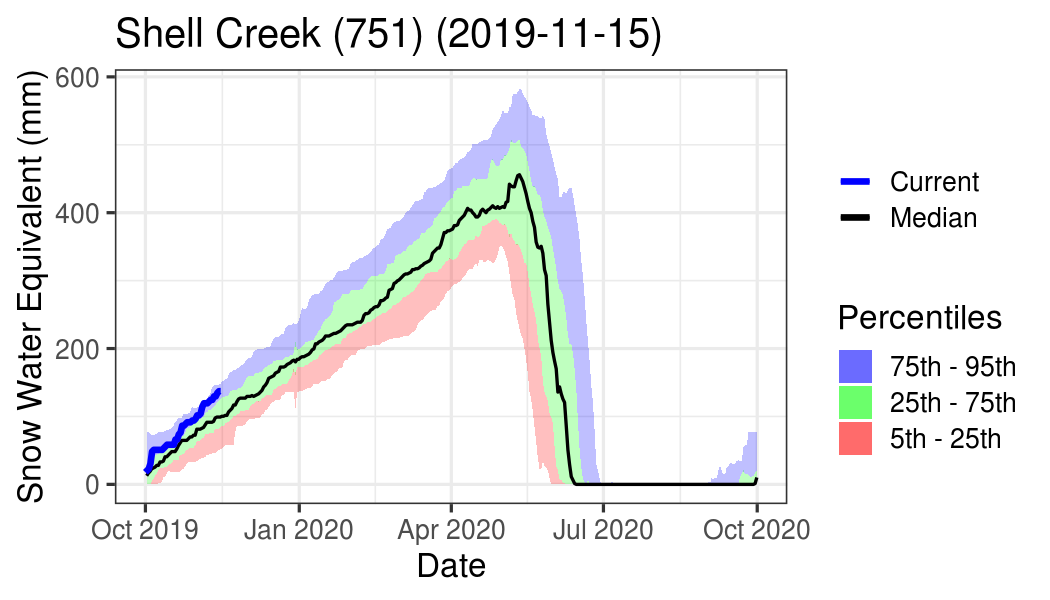 Shell Creek (751) (2019-11-15)
Snow Water Equivalent (mm)
600
400
200
0
Oct 2019
Jan 2020
Apr 2020
Jul 2020
Oct 2020
Date
Current
Median
Percentiles
75th - 95th
25th - 75th
5th - 25th